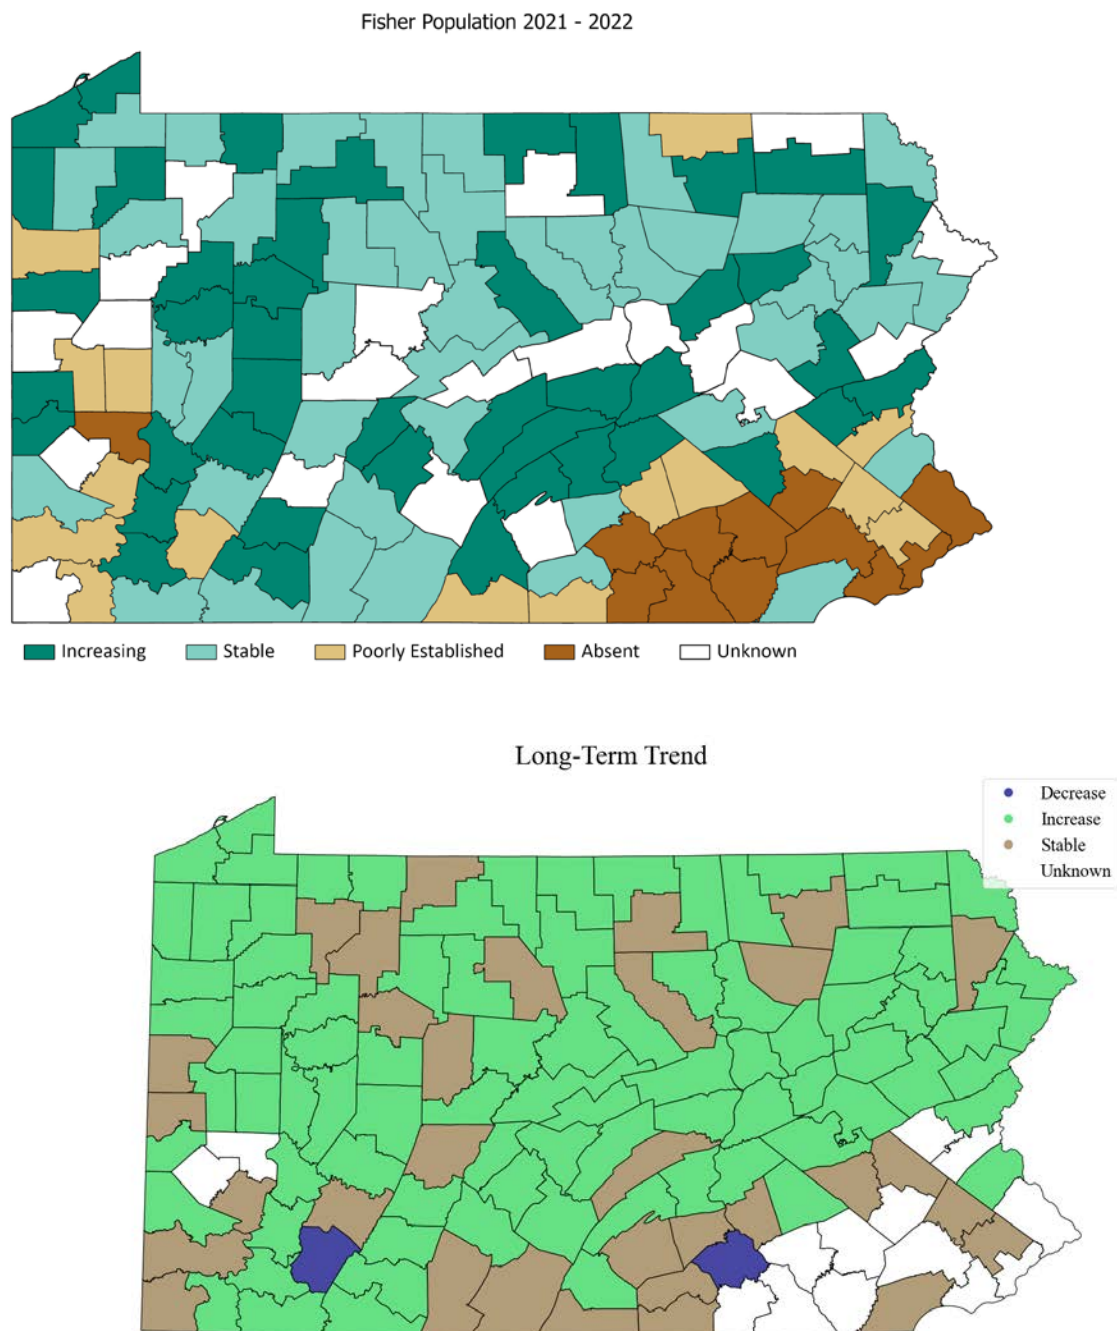 Fisher Population 2021 - 2022
Increasing Stable Poorly Established Absent Unknown
Long-Term Trend
Decrease
Increase
Stable
Unknown